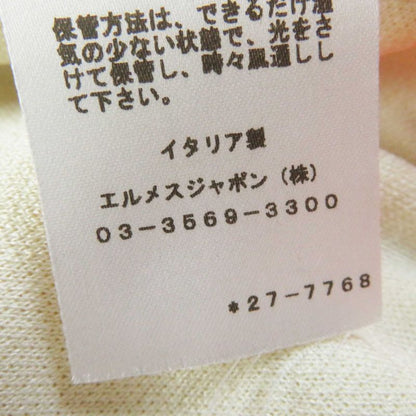 保管方法は、できるだけ湿
気の少ない状態で、光をさ
けて保管し、時々風通しし
て下さい。
イタリア製
エルメスジャポン（株）
03-3569-3300
*27-7768